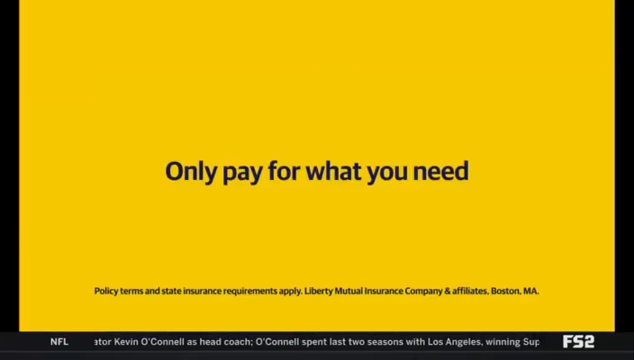 Only pay for what you need
Policy terms and state insurance requirements apply. Liberty Mutual Insurance Company & affiliates, Boston, MA.
NFL ator Kevin O'Connell as head coach; O'Connell spent last two seasons with Los Angeles, winning Sup FS2